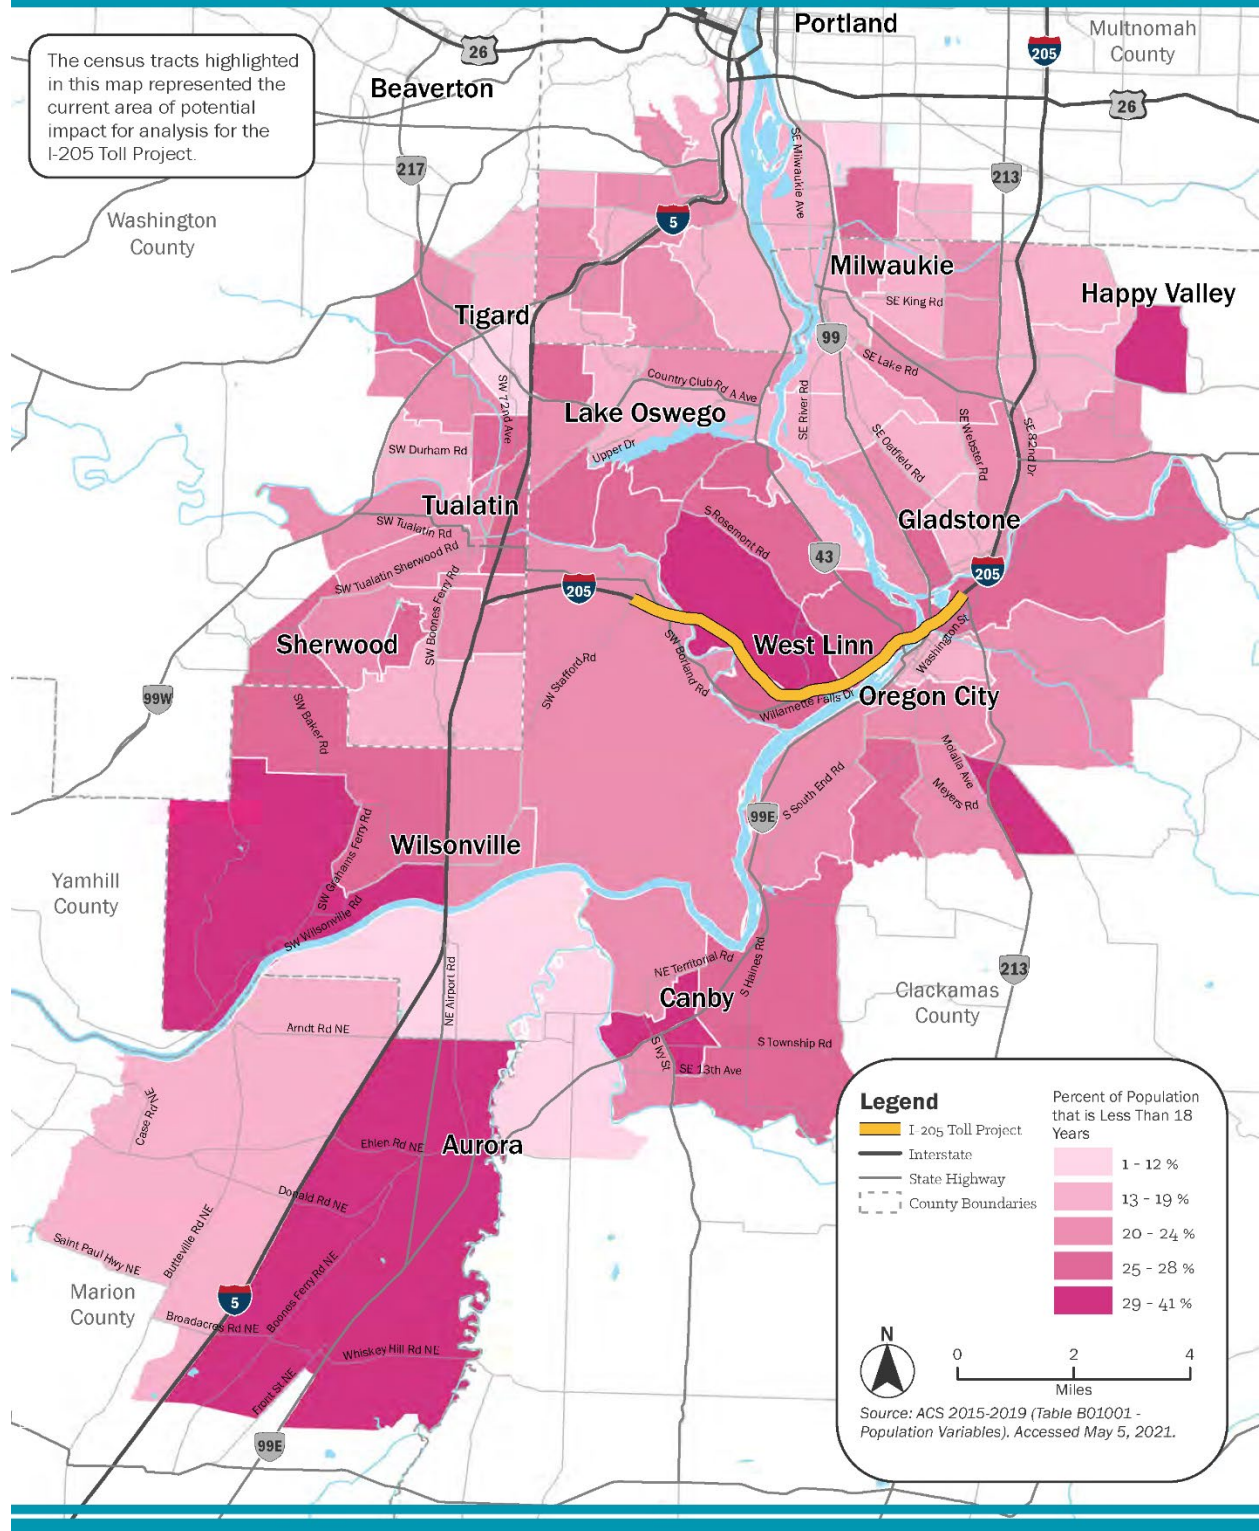 The census tracts highlighted
in this map represented the
current area of potential
impact for analysis for the
I-205 Toll Project.
Portland
Multnomah
County
26
205
Beaverton
26
217
SE Milwaukie Ave
213
Washington
County
5
Milwaukie
SE King Rd
Happy Valley
Tigard
99
SE Lake Rd
SW 72nd Ave
Country Club Rd
A Ave
SE River Rd
Lake Oswego
SE Oatfield Rd
SE Webster Rd
SE 82nd Dr
Upper Dr
SW Durham Rd
Tualatin
SW Tualatin Rd
S Rosemont Rd
Gladstone
43
SW Tualatin Sherwood Rd
205
205
SW Boones Ferry Rd
Sherwood
West Linn
Washington St
SW Stafford Rd
SW Borland Rd
99W
Willamette Falls Dr
Oregon City
SW Baker Rd
Molalla Ave
Meyers Rd
S South End Rd
99E
Wilsonville
SW Grahams Ferry Rd
Yamhill
County
SW Wilsonville Rd
NE Airport Rd
NE Territorial Rd
S Haines Rd
213
Canby
Clackamas
County
Arndt Rd NE
S Ivy St
S Township Rd
SE 13th Ave
Case Rd NE
Ehlen Rd NE
Aurora
Donald Rd NE
Butteville Rd NE
Saint Paul Hwy NE
Boones Ferry Rd NE
Marion
County
5
Broadacres Rd NE
Whiskey Hill Rd NE
Front St NE
99E
Legend
I-205 Toll Project
Interstate
State Highway
County Boundaries
Percent of Population
that is Less Than 18
Years
1 - 12 %
13 - 19 %
20 - 24 %
25 - 28 %
29 - 41 %
N
0 2 4
Miles
Source: ACS 2015-2019 (Table B01001 -
Population Variables). Accessed May 5, 2021.